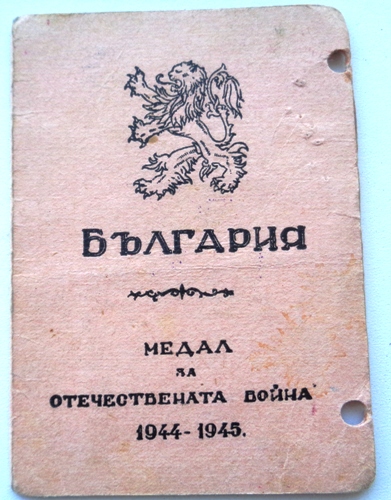 БЪЛГАРИЯ
МЕДАЛ
ЗА
ОТЕЧЕСТВЕНАТА ВОЙНА
1944-1945.